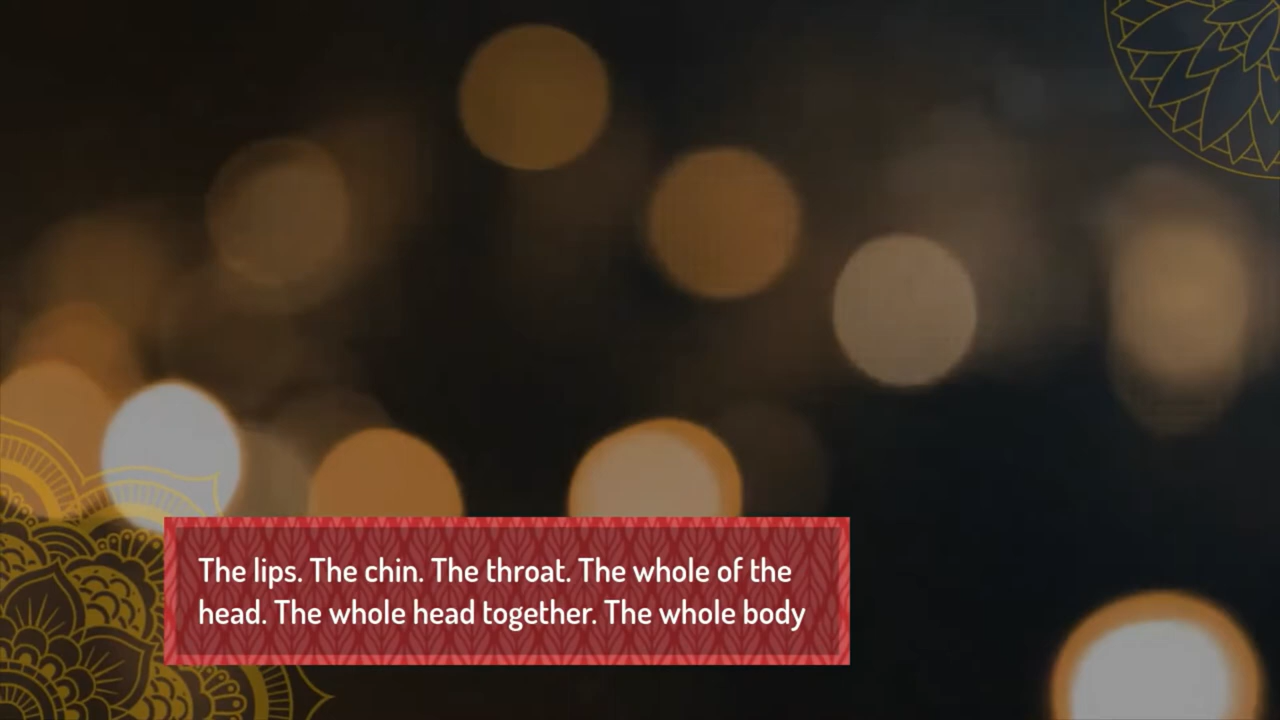 The lips. The chin. The throat. The whole of the
head. The whole head together. The whole body